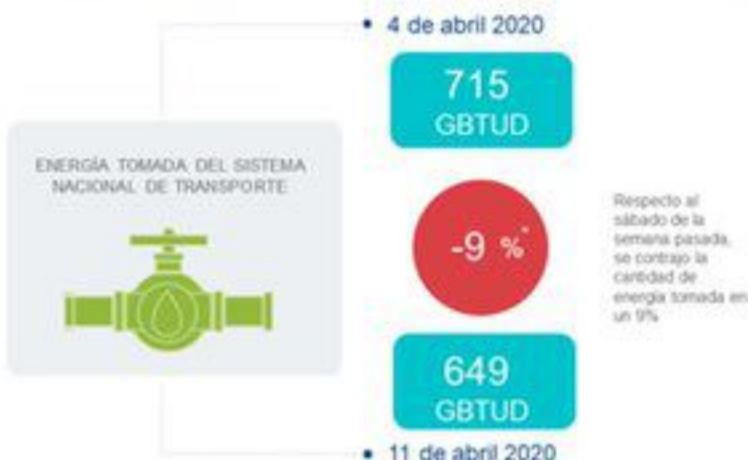 4 de abril 2020
715
GBTUD
ENERGÍA TOMADA DEL SISTEMA
NACIONAL DE TRANSPORTE
-9 %*
Respecto al
sábado de la
semana pasada,
se contrajo la
cantidad de
energía tomada en
un 9%
649
GBTUD
11 de abril 2020